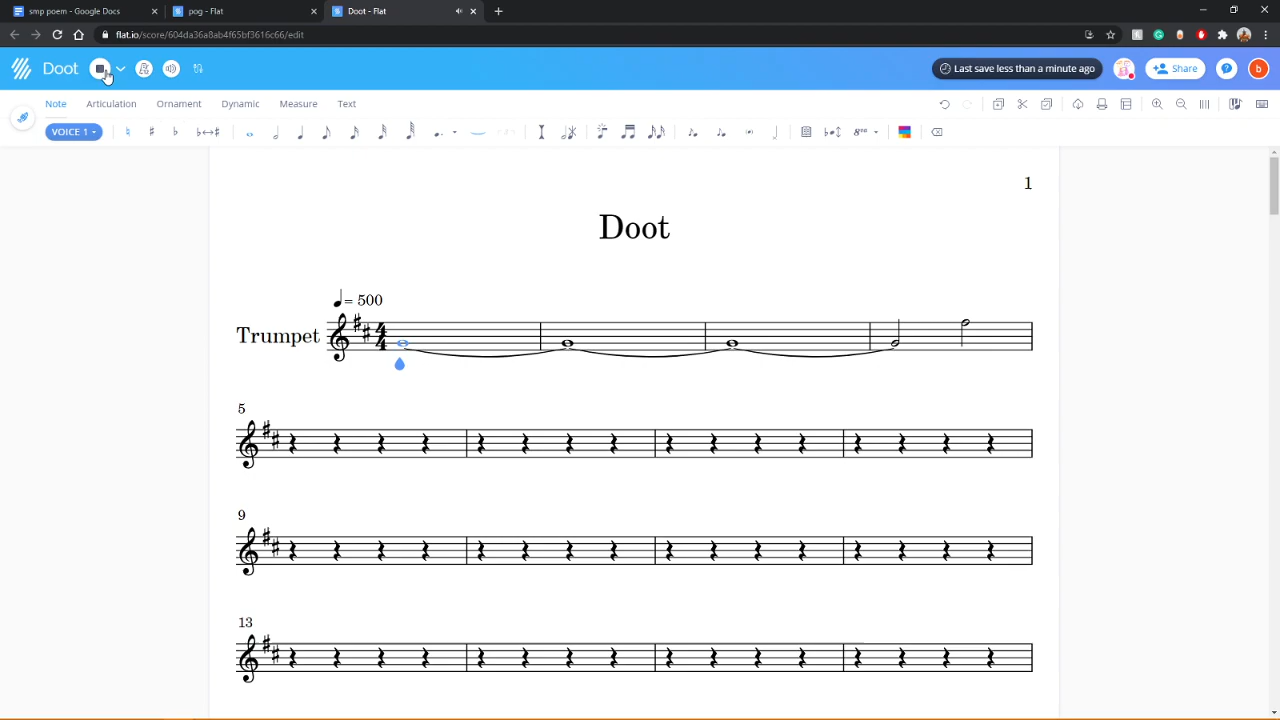 smp poem - Google Docs
pog - Flat
Doot - Flat
flat.io/score/604da36a8ab4f65bf3616c66/edit
Doot
Last save less than a minute ago
Share
b
Note
Articulation
Ornament
Dynamic
Measure
Text
VOICE 1
8va
1
Doot
= 500
Trumpet
5
9
13